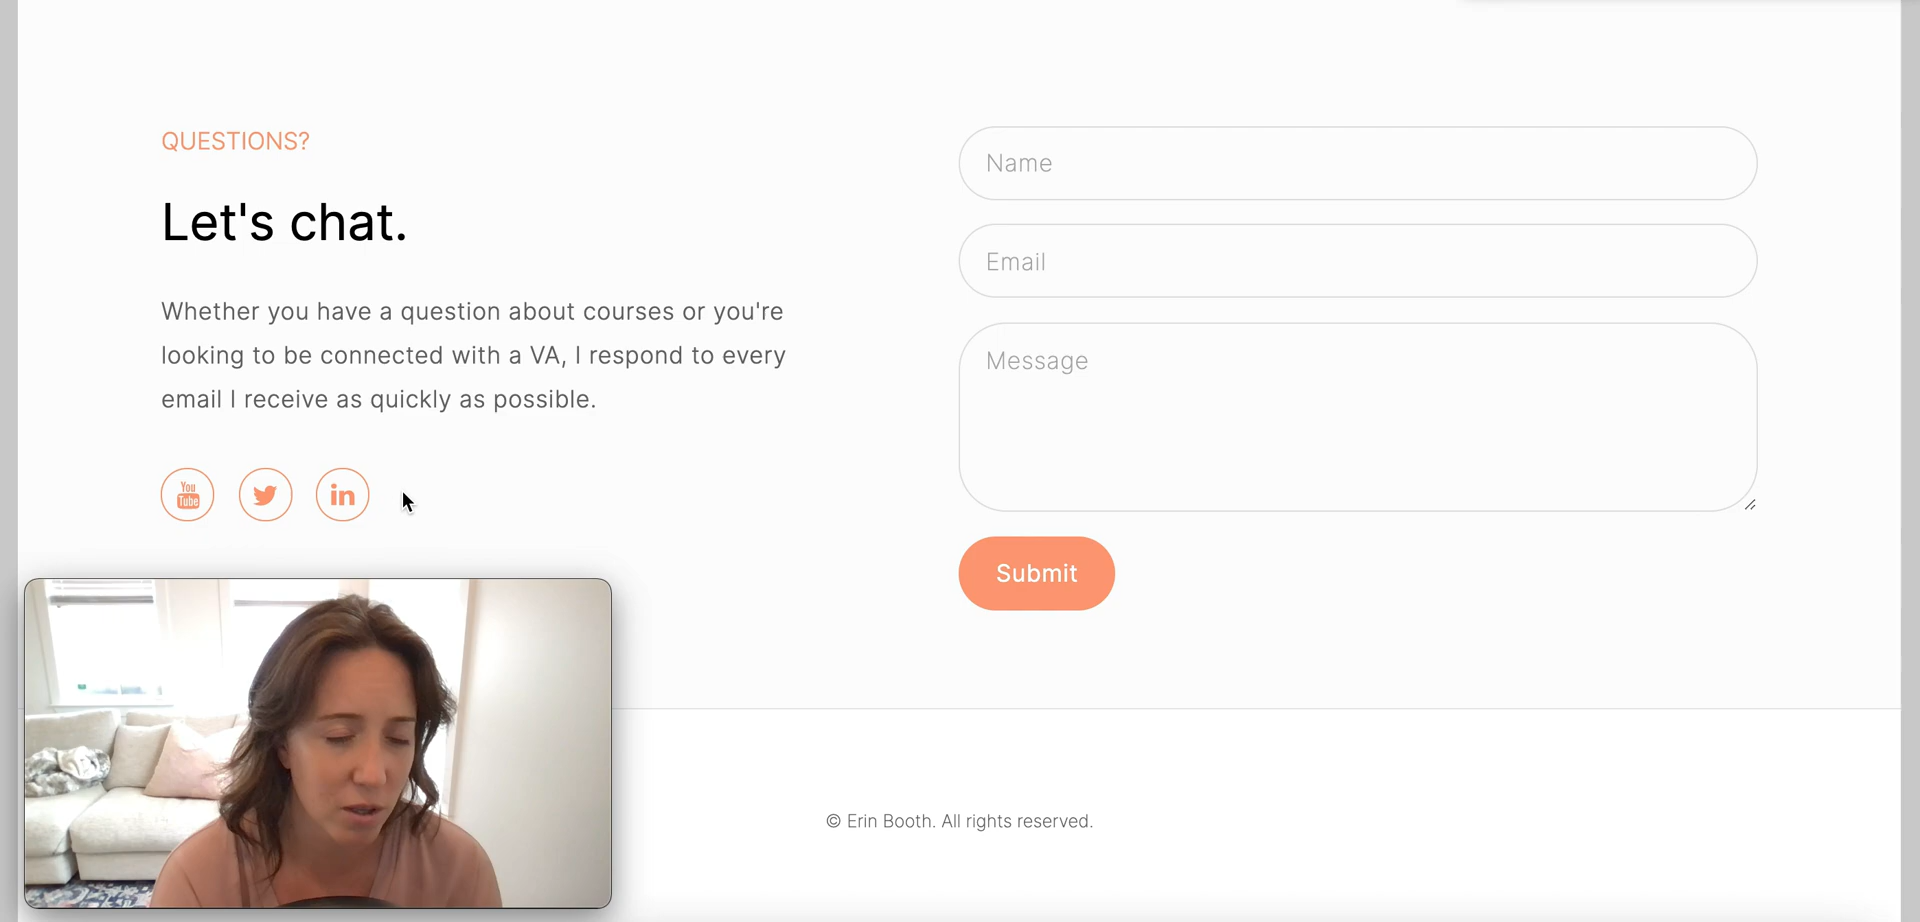 QUESTIONS?
Let's chat.
Whether you have a question about courses or you're
looking to be connected with a VA, I respond to every
email I receive as quickly as possible.
You
Tube
in
Name
Email
Message
Submit
© Erin Booth. All rights reserved.